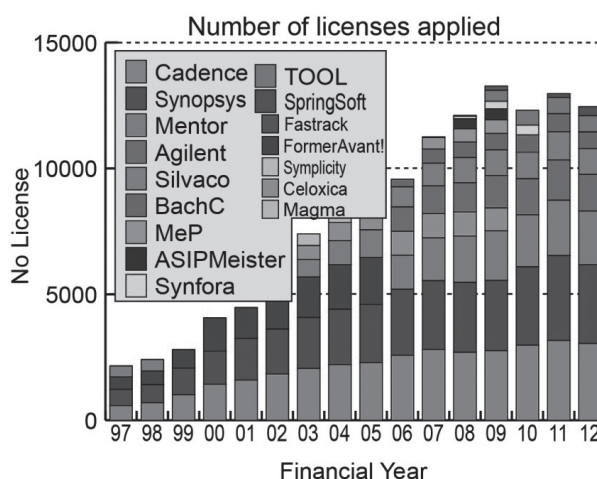 Number of licenses applied
15000
10000
5000
0
No License
Cadence
Synopsys
Mentor
Agilent
Silvaco
BachC
MeP
ASIPMeister
Synfora
TOOL
SpringSoft
Fastrack
FormerAvant!
Symplicity
Celoxica
Magma
97 98 99 00 01 02 03 04 05 06 07 08 09 10 11 12
Financial Year